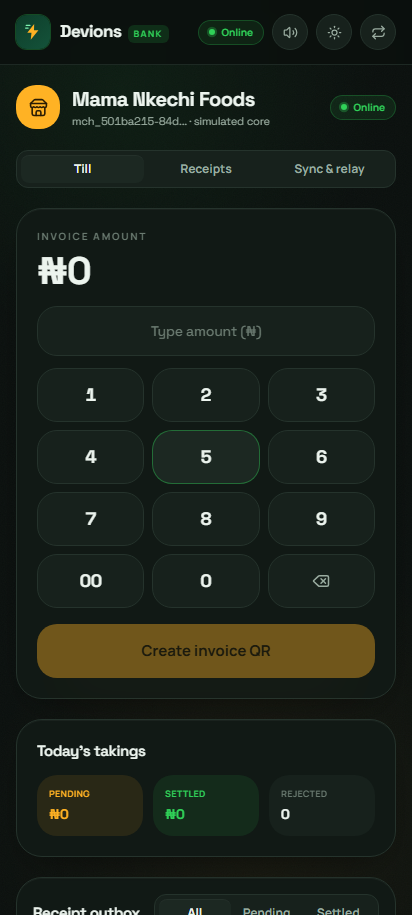 Devions BANK Online
Mama Nkechi Foods
mch_501ba215-84d... · simulated core
Online
Till Receipts Sync & relay
INVOICE AMOUNT
₦0
Type amount (₦)
1 2 3
4 5 6
7 8 9
00 0
Create invoice QR
Today's takings
PENDING SETTLED REJECTED
₦0 ₦0 0
Receipt outbox All Pending Settled